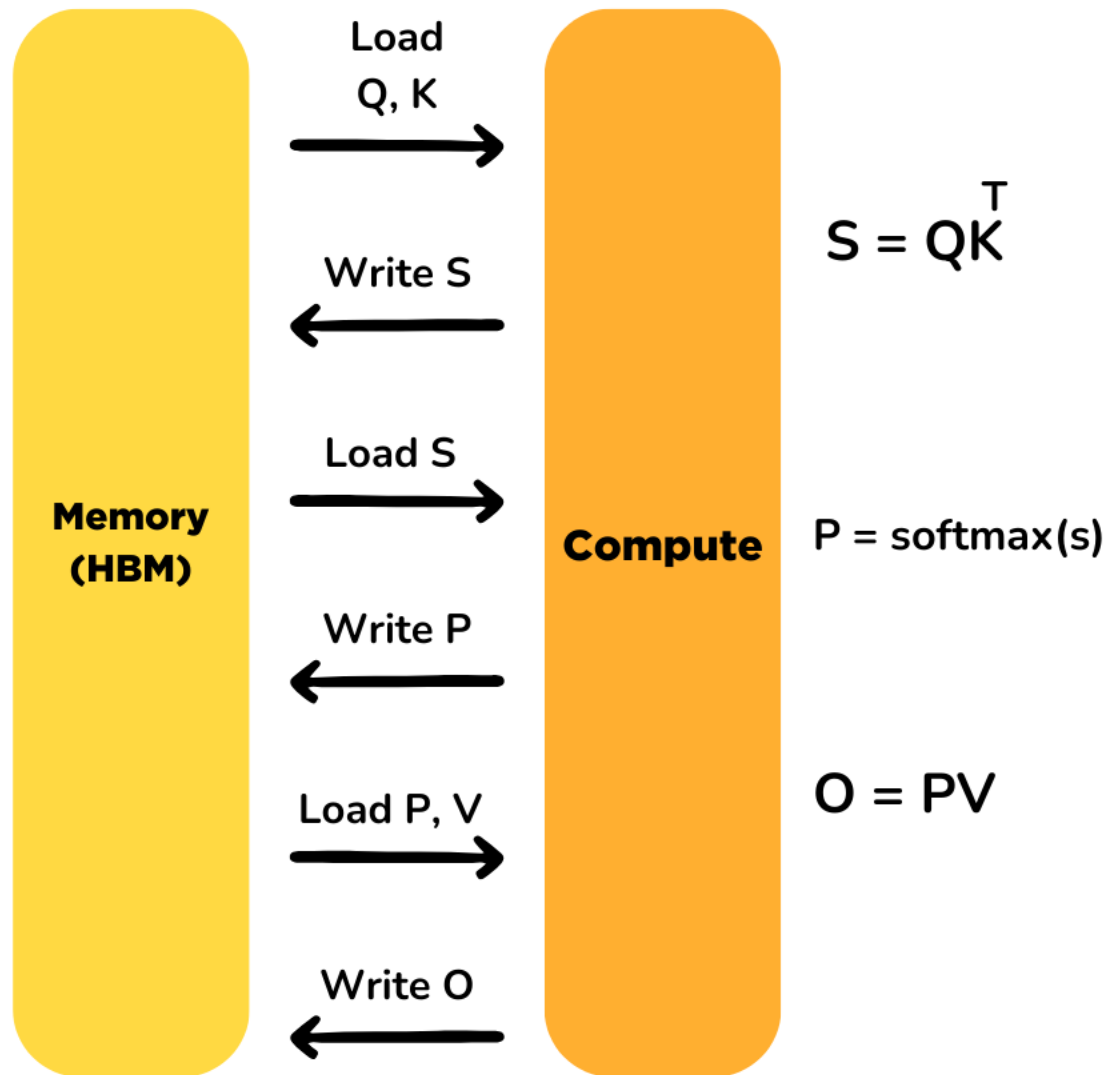 Load
Q, K
T
S = QK
Write S
Load S
Memory
(HBM)
Compute
P = softmax(s)
Write P
Load P, V
O = PV
Write O